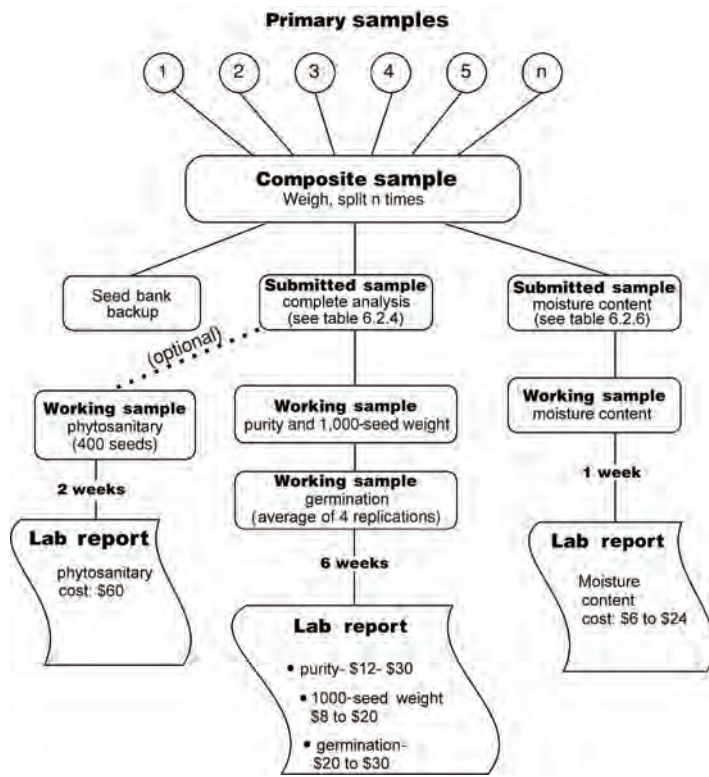 Primary samples
1
2
3
4
5
n
Composite sample
Weigh, split n times
Seed bank
backup
Submitted sample
complete analysis
(see table 6.2.4)
Submitted sample
moisture content
(see table 6.2.6)
(optional)
Working sample
phytosanitary
(400 seeds)
Working sample
purity and 1,000-seed weight
Working sample
moisture content
2 weeks
Working sample
germination
(average of 4 replications)
1 week
Lab report
phytosanitary
cost: $60
6 weeks
Lab report
Moisture
content
cost: $6 to $24
Lab report
• purity- $12- $30
• 1000-seed weight
$8 to $20
• germination-
$20 to $30